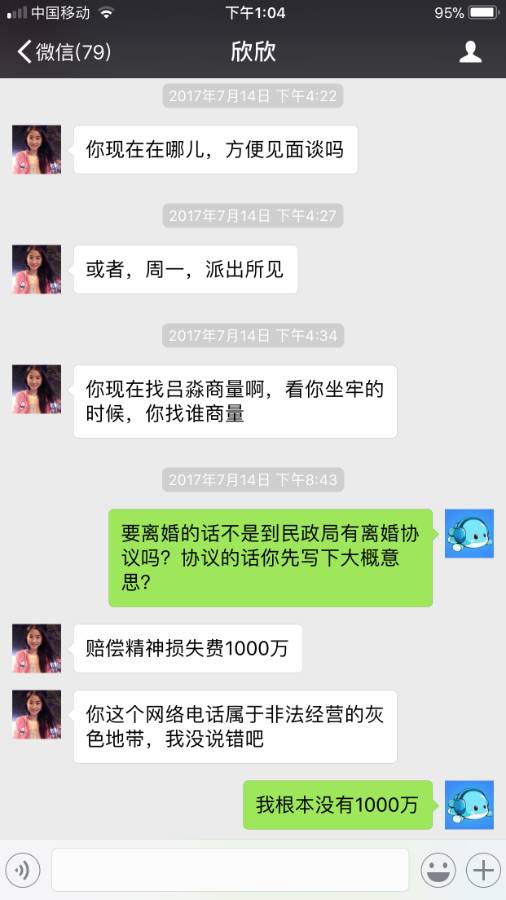 中国移动
下午1:04
95%
微信(79)
欣欣
2017年7月14日 下午4:22
你现在在哪儿，方便见面谈吗
2017年7月14日 下午4:27
或者，周一，派出所见
2017年7月14日 下午4:34
你现在找吕淼商量啊，看你坐牢的
时候，你找谁商量
2017年7月14日 下午8:43
要离婚的话不是到民政局有离婚协
议吗？协议的话你先写下大概意
思？
赔偿精神损失费1000万
你这个网络电话属于非法经营的灰
色地带，我没说错吧
我根本没有1000万